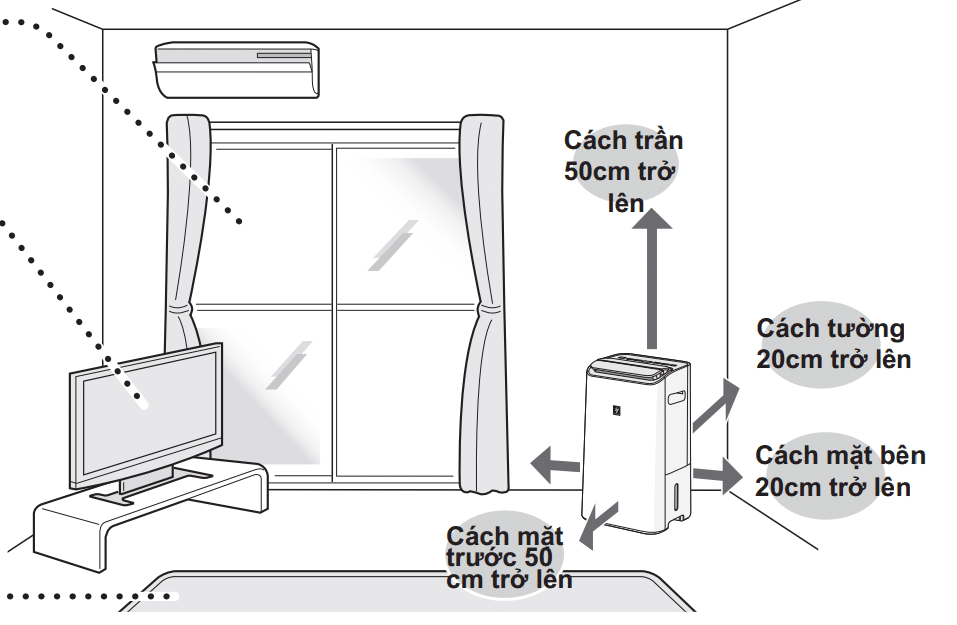 Cách trần
50cm trở
lên
Cách tường
20cm trở lên
Cách mặt bên
20cm trở lên
Cách mặt
trước 50
cm trở lên